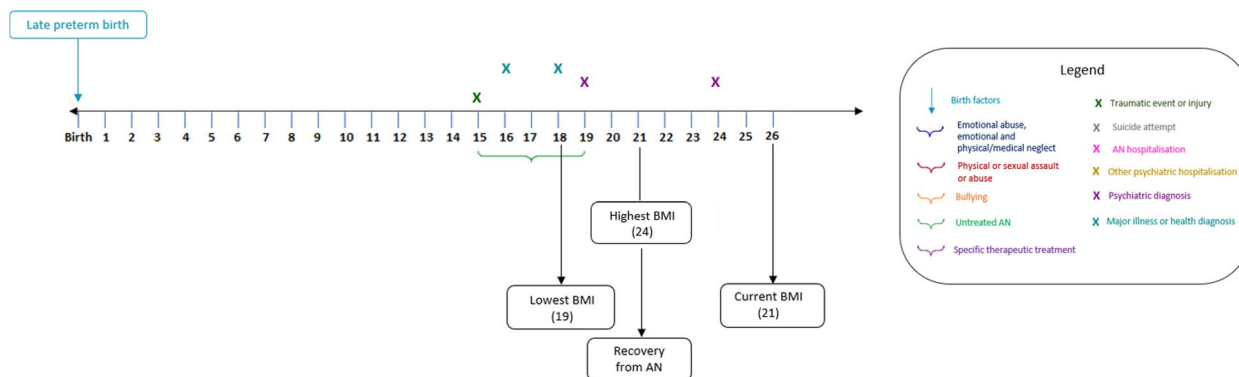 Late preterm birth
X X X X X
Birth 1 2 3 4 5 6 7 8 9 10 11 12 13 14 15 16 17 18 19 20 21 22 23 24 25 26
Highest BMI
(24)
Lowest BMI
(19)
Current BMI
(21)
Recovery
from AN
Legend
Birth factors
Emotional abuse,
emotional and
physical/medical neglect
Physical or sexual assault
or abuse
Bullying
Untreated AN
Specific therapeutic treatment
X Traumatic event or injury
X Suicide attempt
X AN hospitalisation
X Other psychiatric hospitalisation
X Psychiatric diagnosis
X Major illness or health diagnosis